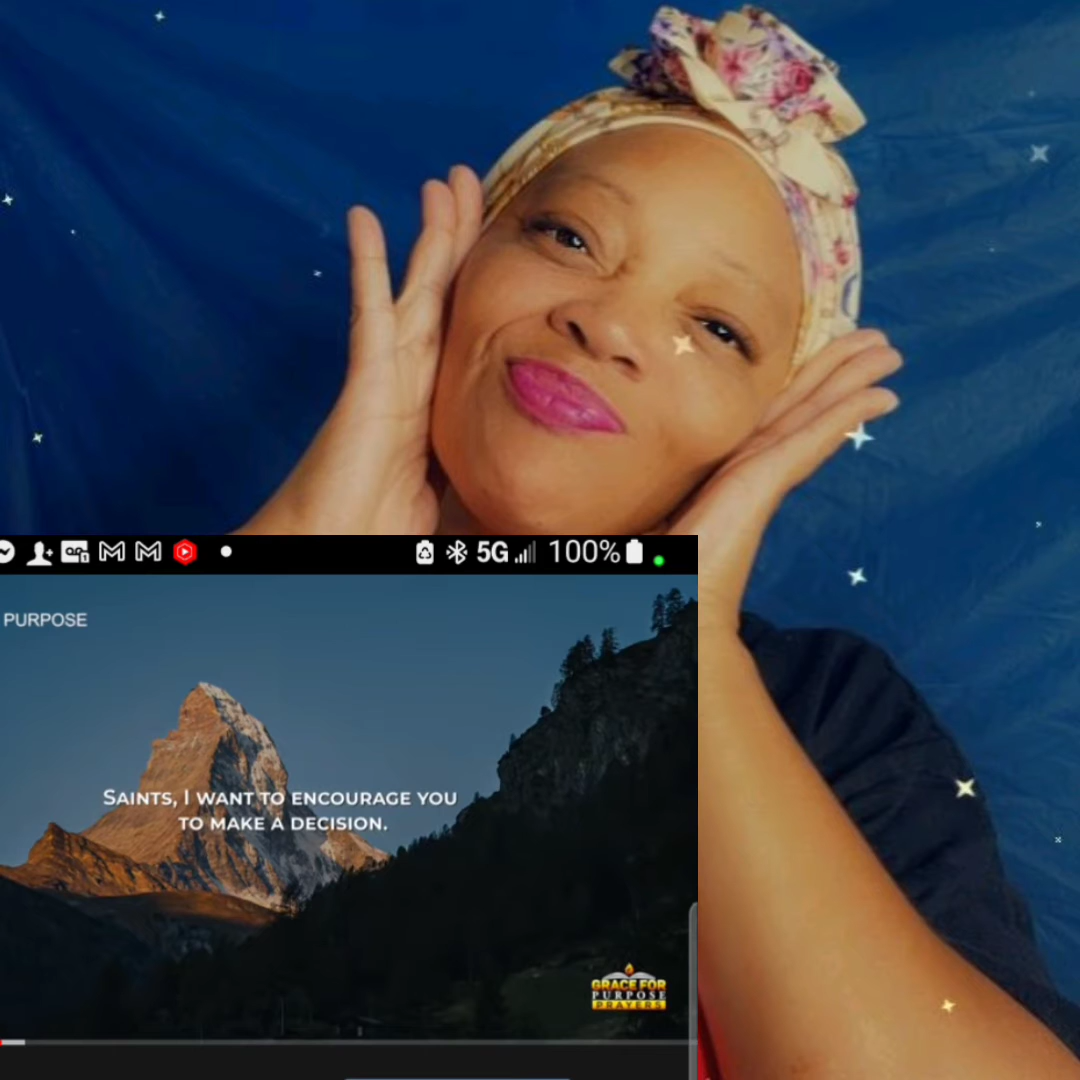 5G 100%
PURPOSE
SAINTS, I WANT TO ENCOURAGE YOU
TO MAKE A DECISION.
GRACE FOR
PURPOSE
PRAYERS